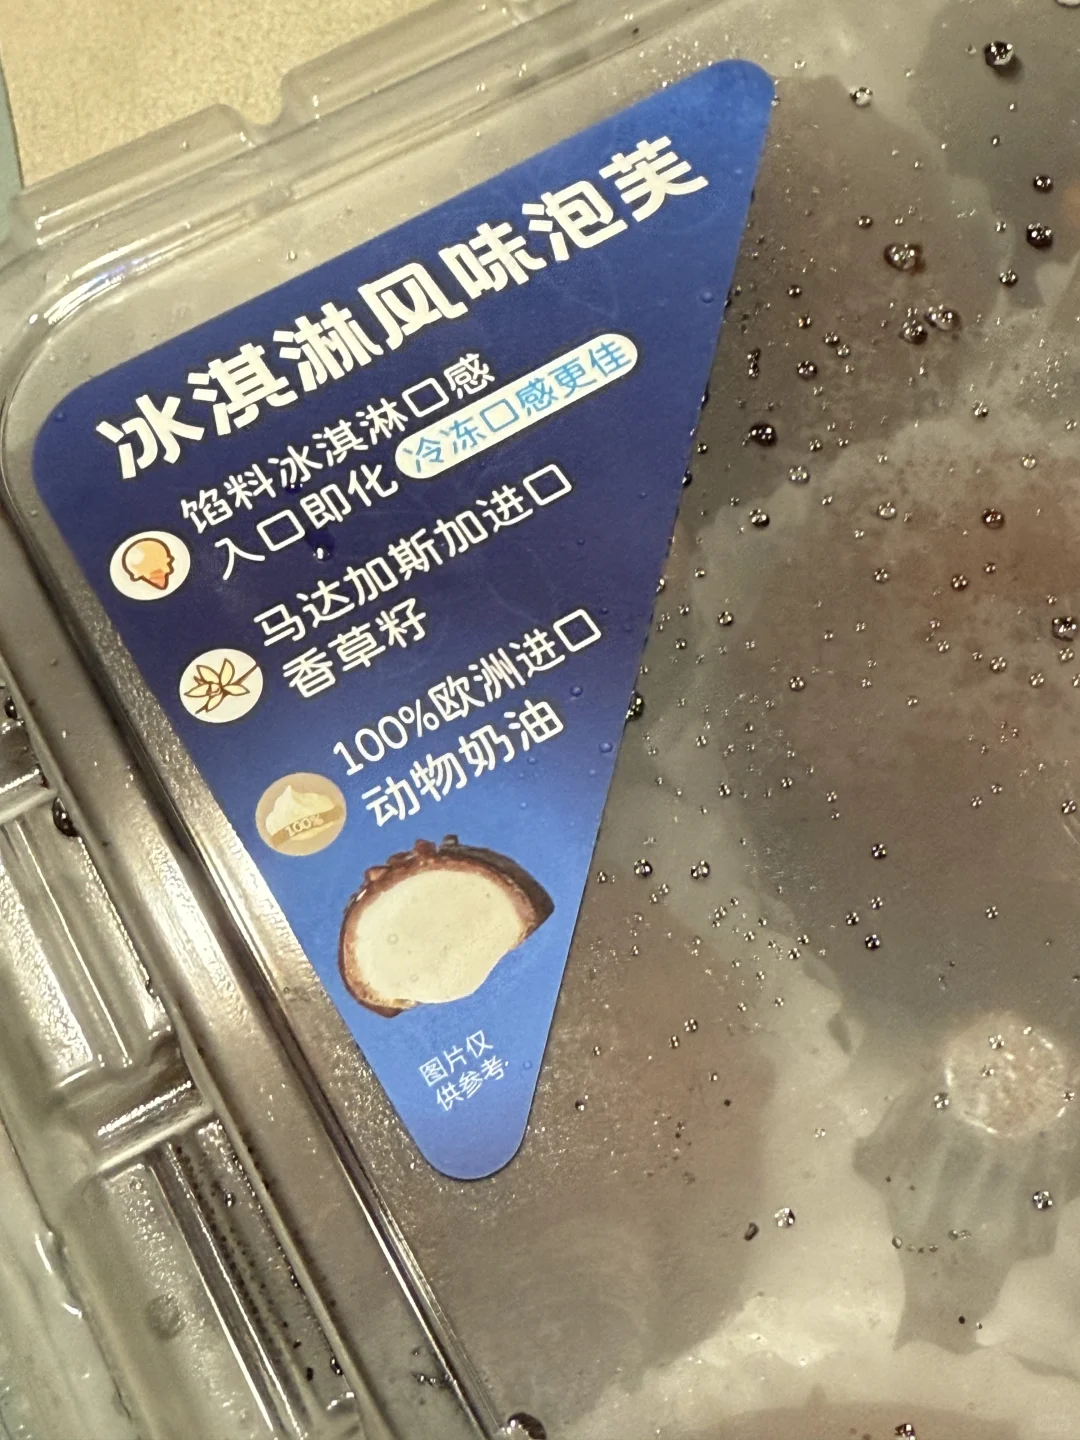 冰淇淋风味泡芙
馅料冰淇淋口感
入口即化 冷冻口感更佳
马达加斯加进口
香草籽
100%欧洲进口
动物奶油
100%
图片仅
供参考